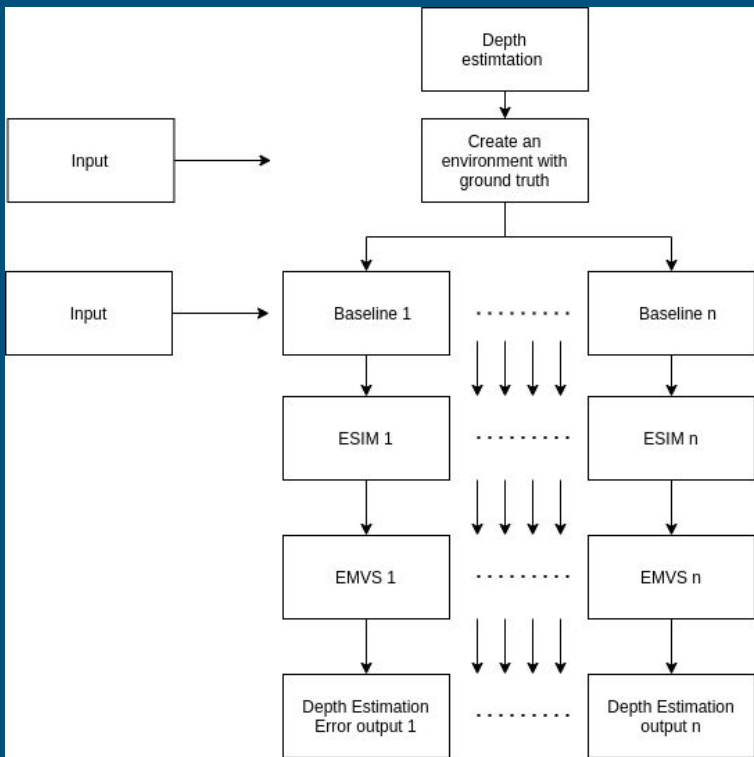 Depth
estimtation
Input
Create an
environment with
ground truth
Input
Baseline 1
.........
Baseline n
ESIM 1
.........
ESIM n
EMVS 1
.........
EMVS n
Depth Estimation
Error output 1
.........
Depth Estimation
output n